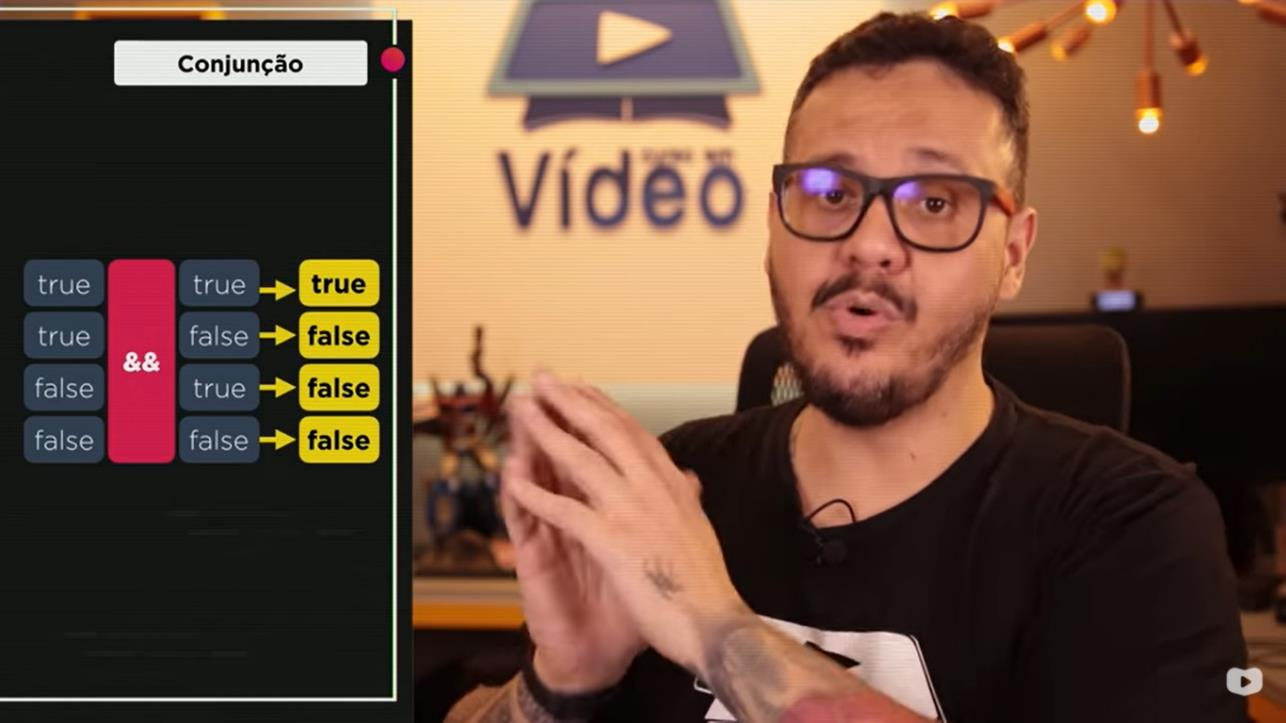 Conjunção
true true true
true false false
&&
false true false
false false false
Vídeo